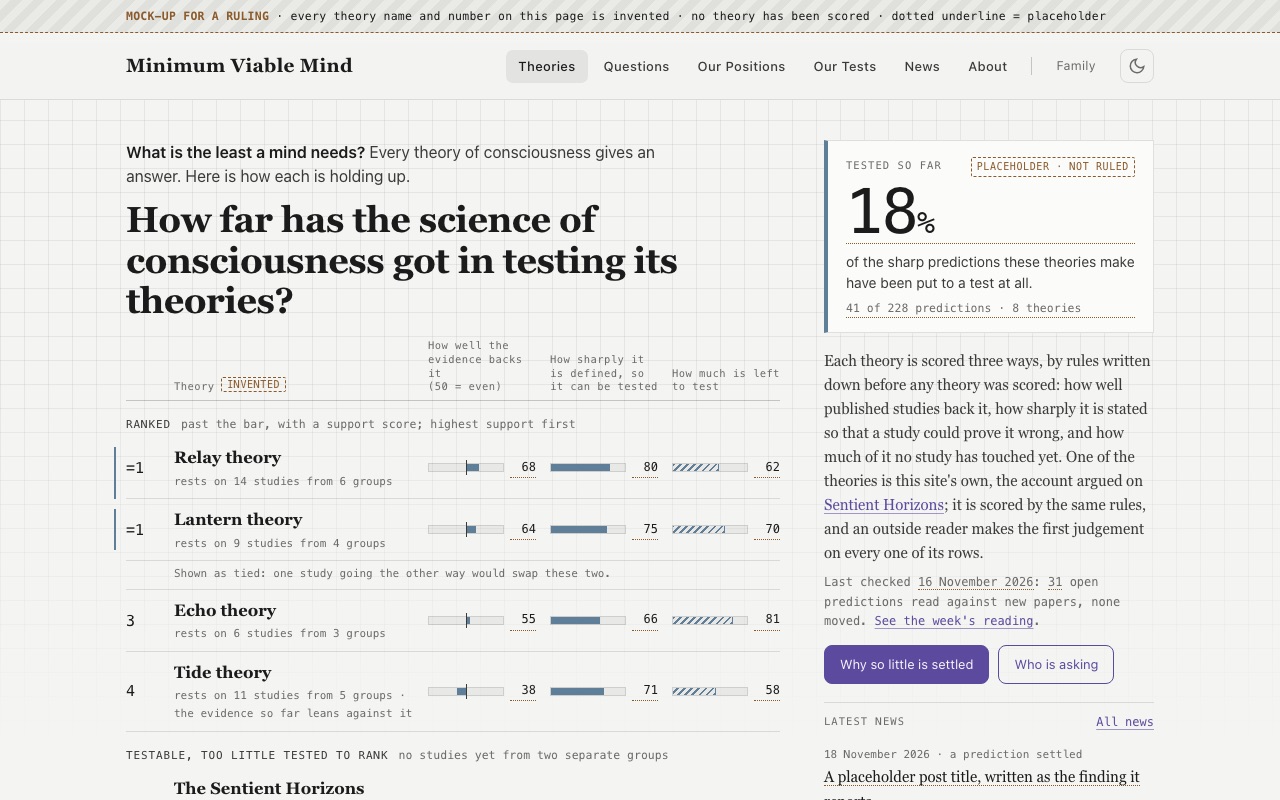 MOCK-UP FOR A RULING · every theory name and number on this page is invented · no theory has been scored · dotted underline = placeholder
Minimum Viable Mind
Theories
Questions
Our Positions
Our Tests
News
About
Family
What is the least a mind needs? Every theory of consciousness gives an
answer. Here is how each is holding up.
How far has the science of
consciousness got in testing its
theories?
Theory INVENTED
How well the
evidence backs
it
(50 = even)
How sharply it
is defined, so
it can be tested
How much is left
to test
RANKED past the bar, with a support score; highest support first
=1 Relay theory 68 80 62
rests on 14 studies from 6 groups
=1 Lantern theory 64 75 70
rests on 9 studies from 4 groups
Shown as tied: one study going the other way would swap these two.
3 Echo theory 55 66 81
rests on 6 studies from 3 groups
4 Tide theory 38 71 58
rests on 11 studies from 5 groups ·
the evidence so far leans against it
TESTABLE, TOO LITTLE TESTED TO RANK no studies yet from two separate groups
The Sentient Horizons
TESTED SO FAR
PLACEHOLDER · NOT RULED
18%
of the sharp predictions these theories make
have been put to a test at all.
41 of 228 predictions · 8 theories
Each theory is scored three ways, by rules written
down before any theory was scored: how well
published studies back it, how sharply it is stated
so that a study could prove it wrong, and how
much of it no study has touched yet. One of the
theories is this site's own, the account argued on
Sentient Horizons; it is scored by the same rules,
and an outside reader makes the first judgement
on every one of its rows.
Last checked 16 November 2026: 31 open
predictions read against new papers, none
moved. See the week's reading.
Why so little is settled
Who is asking
LATEST NEWS
All news
18 November 2026 · a prediction settled
A placeholder post title, written as the finding it